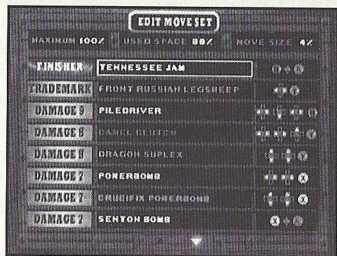 EDIT MOVE SET
MAXIMUM 100% USED SPACE 88% MOVE SIZE 4%
FINISHER TENNESSEE JAM
TRADEMARK FRONT RUSSIAN LEGSWEEP
DAMAGE 9 PILEDRIVER
DAMAGE 8 CAMEL CLUTCH
DAMAGE 8 DRAGON SUPLEX
DAMAGE 7 POWERBOMB
DAMAGE 7 CRUCIFIX POWERBOMB
DAMAGE 7 SENTON BOMB